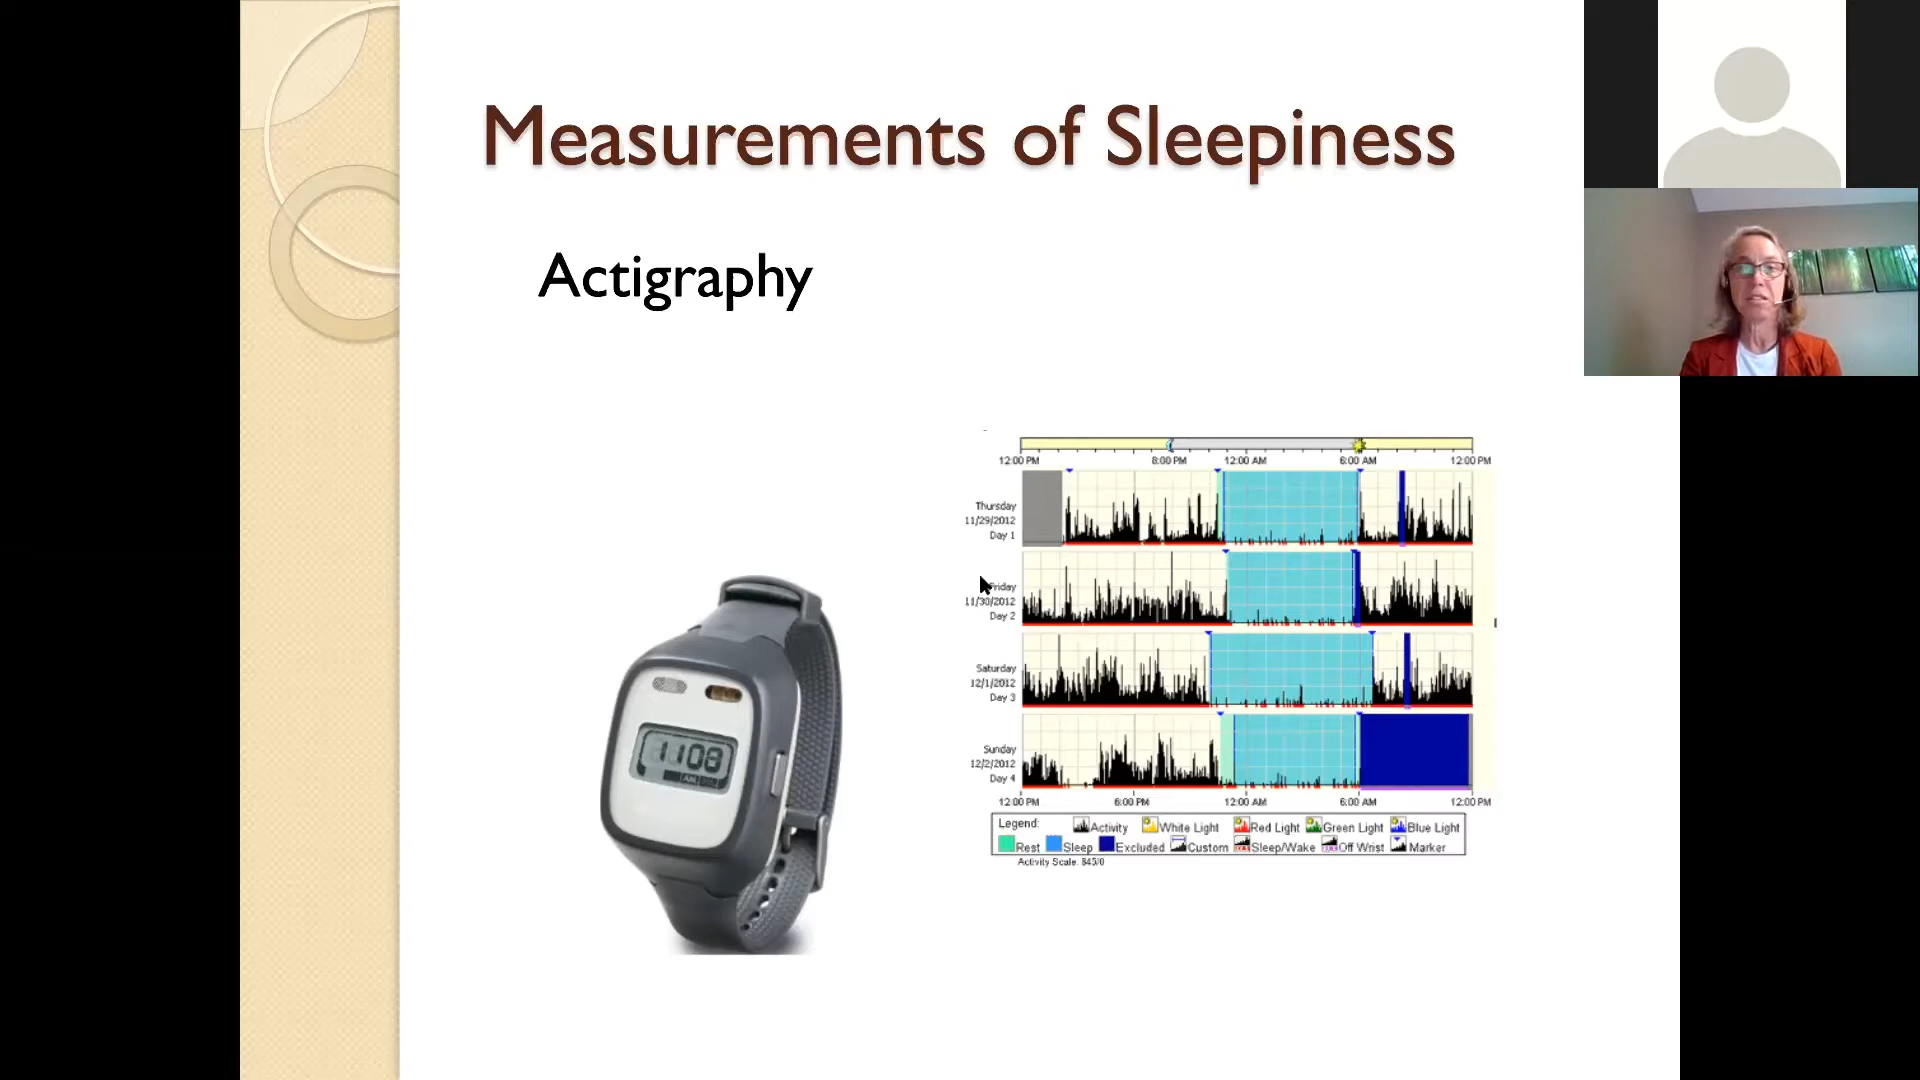 Measurements of Sleepiness
Actigraphy
12:00 PM 8:00 PM 12:00 AM 6:00 AM 12:00 PM
Thursday
11/29/2012
Day 1
Friday
11/30/2012
Day 2
Saturday
12/1/2012
Day 3
Sunday
12/2/2012
Day 4
12:00 PM 6:00 PM 12:00 AM 6:00 AM 12:00 PM
Legend: Activity White Light Red Light Green Light Blue Light
Rest Sleep Excluded Custom Sleep/Wake Off Wrist Marker
Activity Scale:
1108
AM